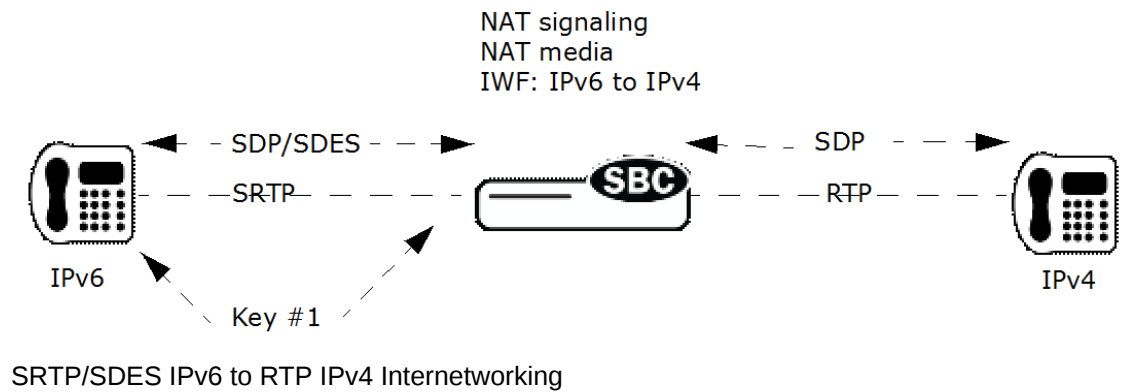 NAT signaling
NAT media
IWF: IPv6 to IPv4
SDP/SDES
SDP
SRTP
SBC
RTP
IPv6
IPv4
Key #1
SRTP/SDES IPv6 to RTP IPv4 Internetworking